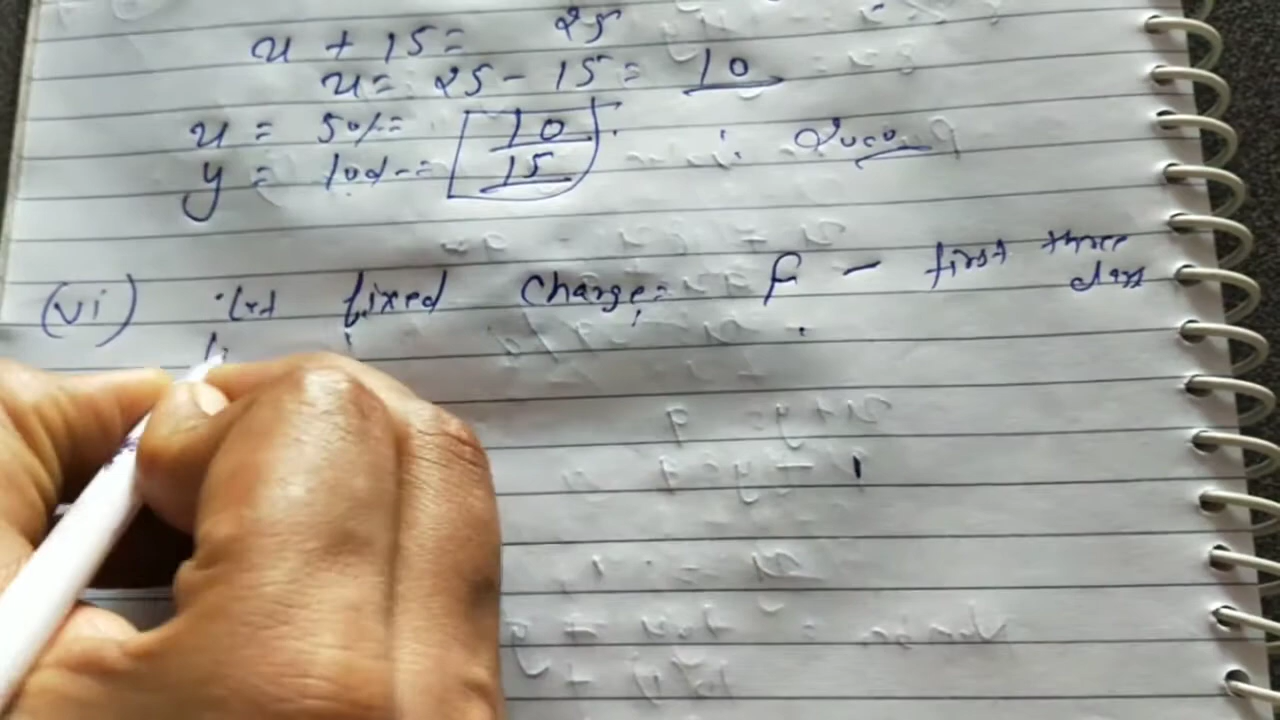 x + 15 = 25
x = 25 - 15 = 10
x = 50/- = 10
y = 100/- = 15
(vi) Let fixed charge = F - first three days